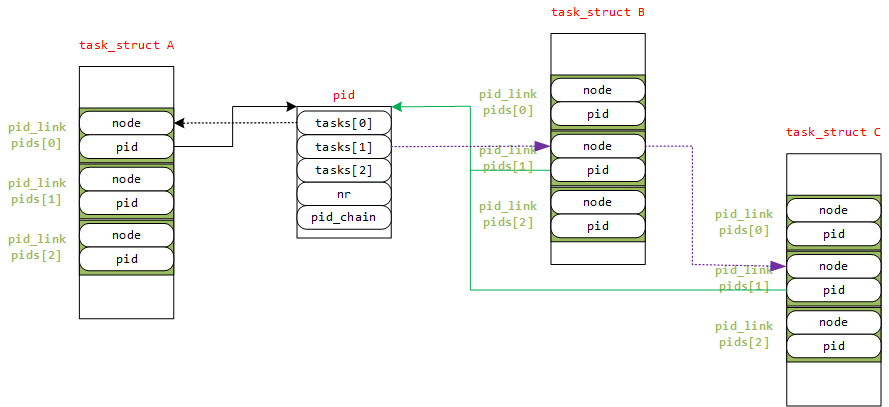 task_struct A
pid_link
pids[0]
node
pid
pid_link
pids[1]
node
pid
pid_link
pids[2]
node
pid
pid
tasks[0]
tasks[1]
tasks[2]
nr
pid_chain
task_struct B
pid_link
pids[0]
node
pid
pid_link
pids[1]
node
pid
pid_link
pids[2]
node
pid
task_struct C
pid_link
pids[0]
node
pid
pid_link
pids[1]
node
pid
pid_link
pids[2]
node
pid